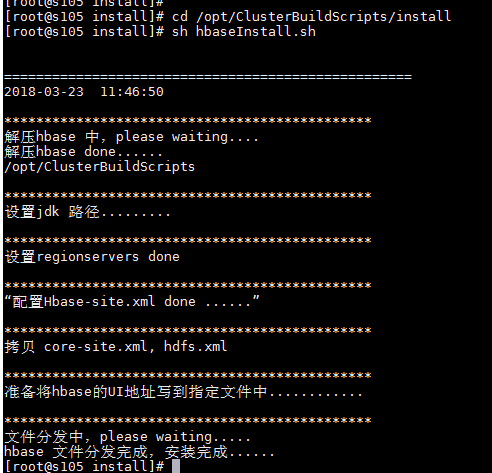 [root@s105 install]#
[root@s105 install]# cd /opt/ClusterBuildScripts/install
[root@s105 install]# sh hbaseInstall.sh
===================================================
2018-03-23  11:46:50
**********************************************
解压hbase 中，please waiting....
解压hbase done......
/opt/ClusterBuildScripts
**********************************************
设置jdk 路径.........
**********************************************
设置regionservers done
**********************************************
“配置Hbase-site.xml done ......”
**********************************************
拷贝 core-site.xml, hdfs.xml
**********************************************
准备将hbase的UI地址写到指定文件中............
**********************************************
文件分发中，please waiting.....
hbase 文件分发完成，安装完成......
[root@s105 install]#